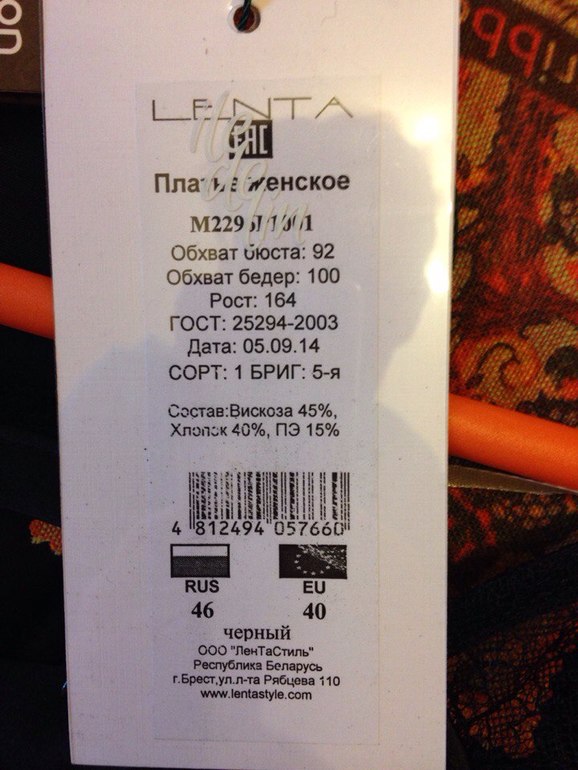 LENTA
EAC
Платье женское
Обхват бюста: 92
Обхват бедер: 100
Рост: 164
ГОСТ: 25294-2003
Дата: 05.09.14
СОРТ: 1 БРИГ: 5-я
Состав:Вискоза 45%,
Хлопок 40%, ПЭ 15%
4 812494 057660
RUS EU
46 40
черный
ООО "ЛенТаСтиль"
Республика Беларусь
г.Брест,ул.л-та Рябцева 110
www.lentastyle.com